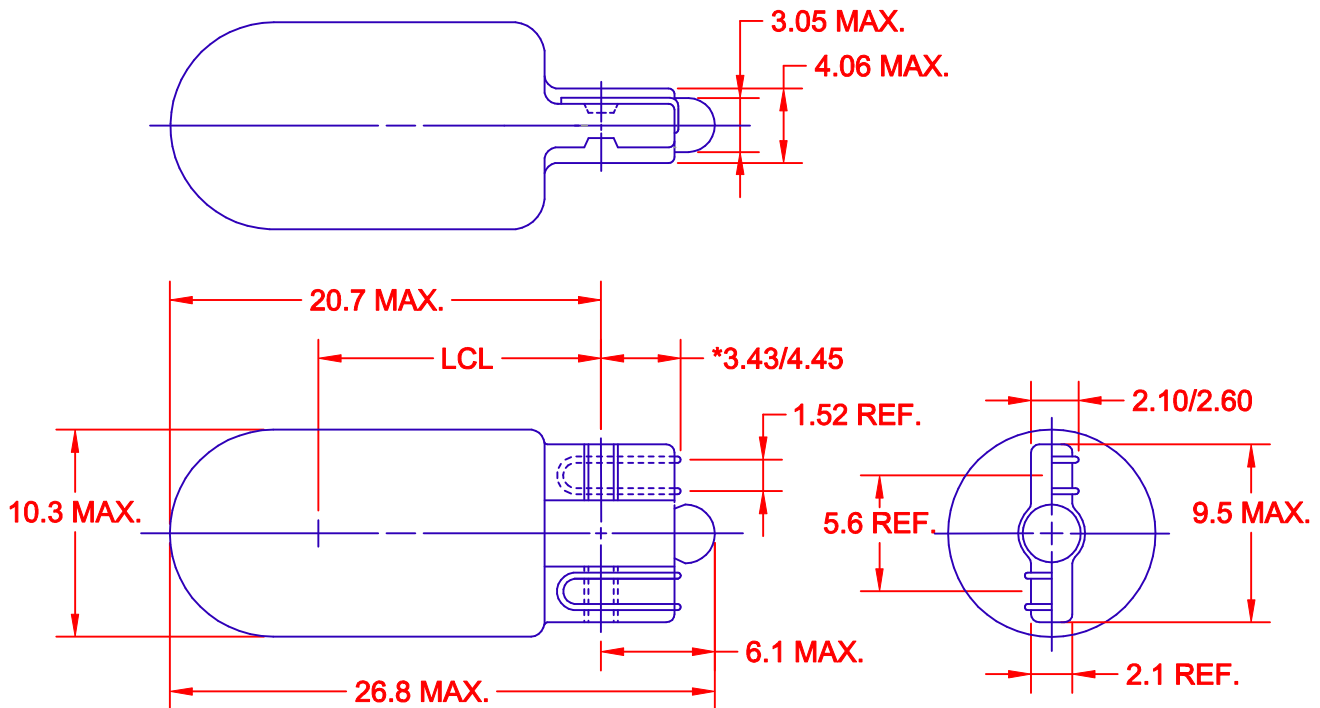 3.05 MAX.
4.06 MAX.
20.7 MAX.
LCL
*3.43/4.45
1.52 REF.
2.10/2.60
10.3 MAX.
5.6 REF.
9.5 MAX.
6.1 MAX.
2.1 REF.
26.8 MAX.